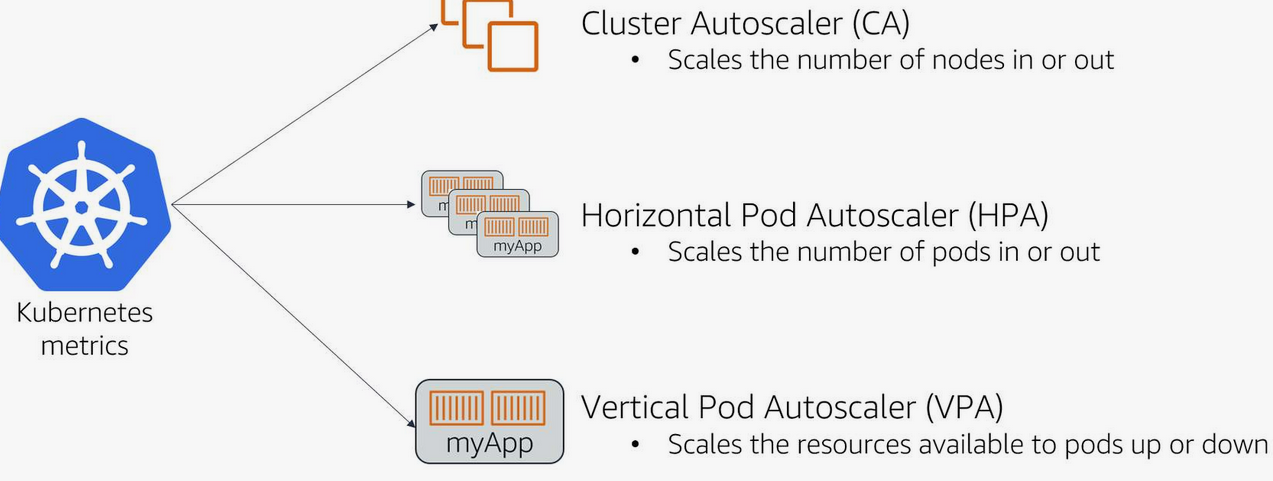 Cluster Autoscaler (CA)
• Scales the number of nodes in or out
m
m
myApp
Horizontal Pod Autoscaler (HPA)
• Scales the number of pods in or out
Kubernetes
metrics
myApp
Vertical Pod Autoscaler (VPA)
• Scales the resources available to pods up or down